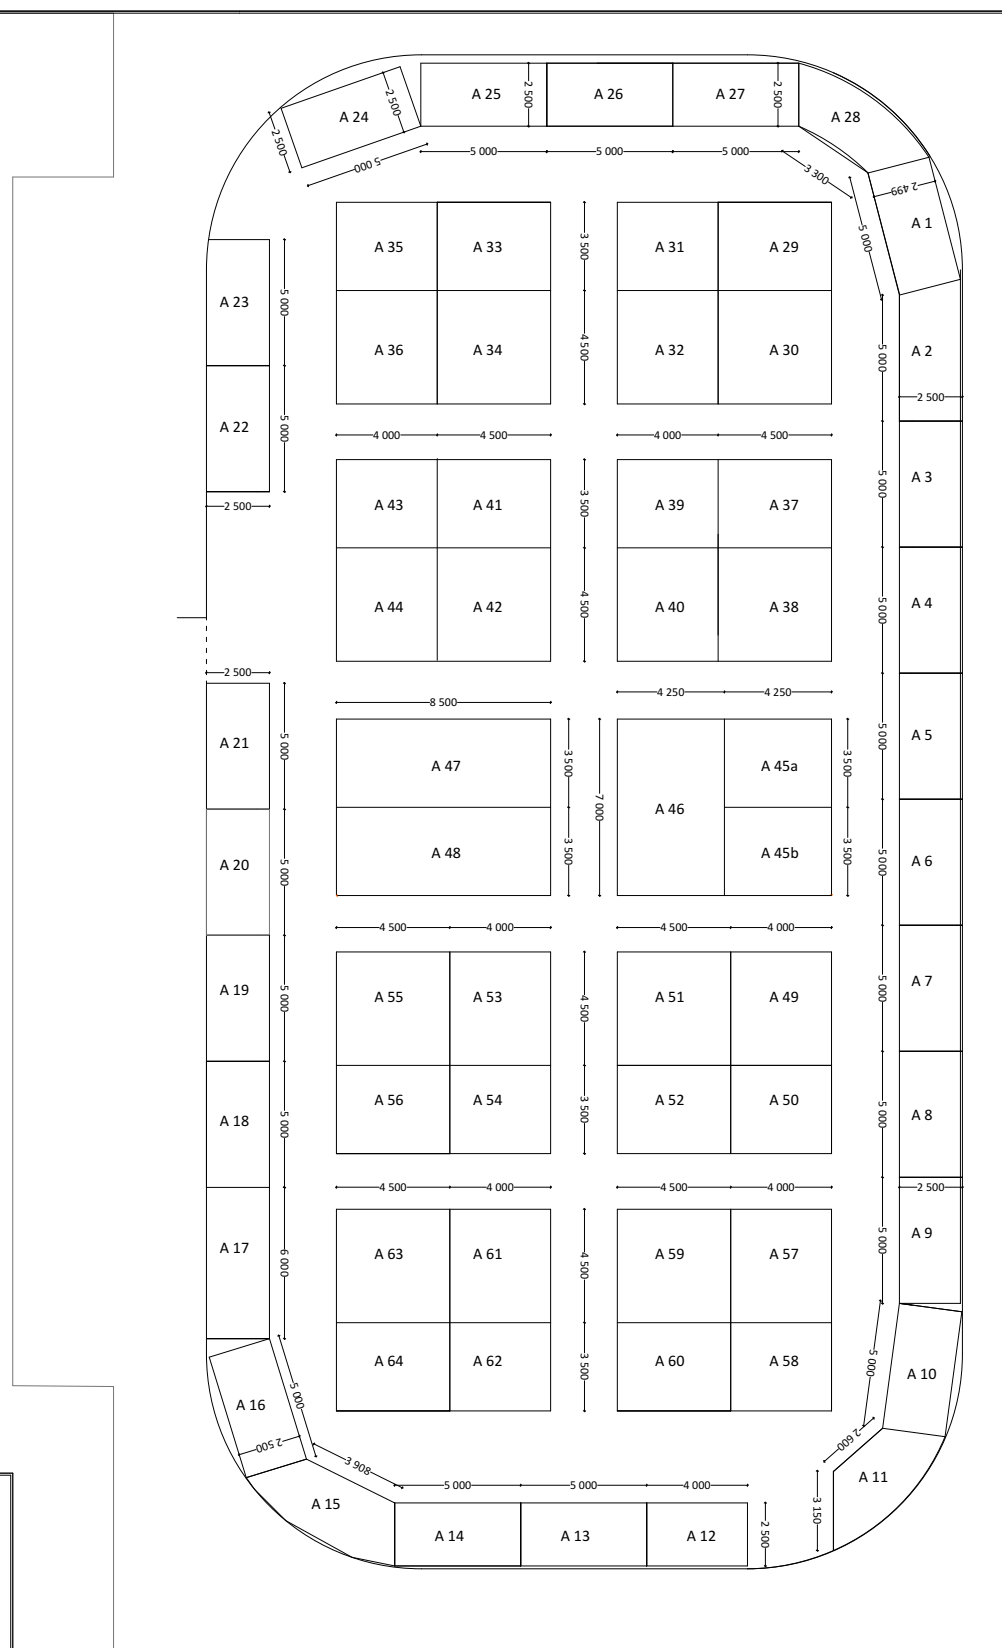 A 25
A 26
A 27
A 24
A 28
2 500
2 500
2 500
2 500
5 000
5 000
5 000
5 000
3 300
2 499
A 1
5 000
A 35
A 33
3 500
A 31
A 29
A 23
5 000
A 36
A 34
4 500
A 32
A 30
5 000
A 2
2 500
A 22
5 000
4 000
4 500
4 000
4 500
2 500
A 43
A 41
3 500
A 39
A 37
5 000
A 3
A 44
A 42
4 500
A 40
A 38
5 000
A 4
2 500
8 500
4 250
4 250
A 21
5 000
A 47
3 500
7 000
A 46
A 45a
3 500
5 000
A 5
A 20
5 000
A 48
3 500
A 45b
3 500
5 000
A 6
4 500
4 000
4 500
4 000
A 19
5 000
A 55
A 53
4 500
A 51
A 49
5 000
A 7
A 18
5 000
A 56
A 54
3 500
A 52
A 50
5 000
A 8
4 500
4 000
4 500
4 000
2 500
A 17
6 000
A 63
A 61
4 500
A 59
A 57
5 000
A 9
A 64
A 62
3 500
A 60
A 58
5 000
A 10
A 16
5 000
2 500
2 600
3 908
5 000
5 000
4 000
A 11
3 150
A 15
A 14
A 13
A 12
2 500